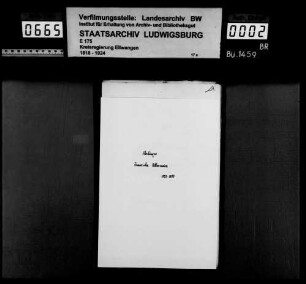 0665
Verfilmungsstelle: Landesarchiv BW
Institut für Erhaltung von Archiv- und Bibliotheksgut
STAATSARCHIV LUDWIGSBURG
E 175
Kreisregierung Ellwangen
1818 - 1924
0002
BR
Bü.1459